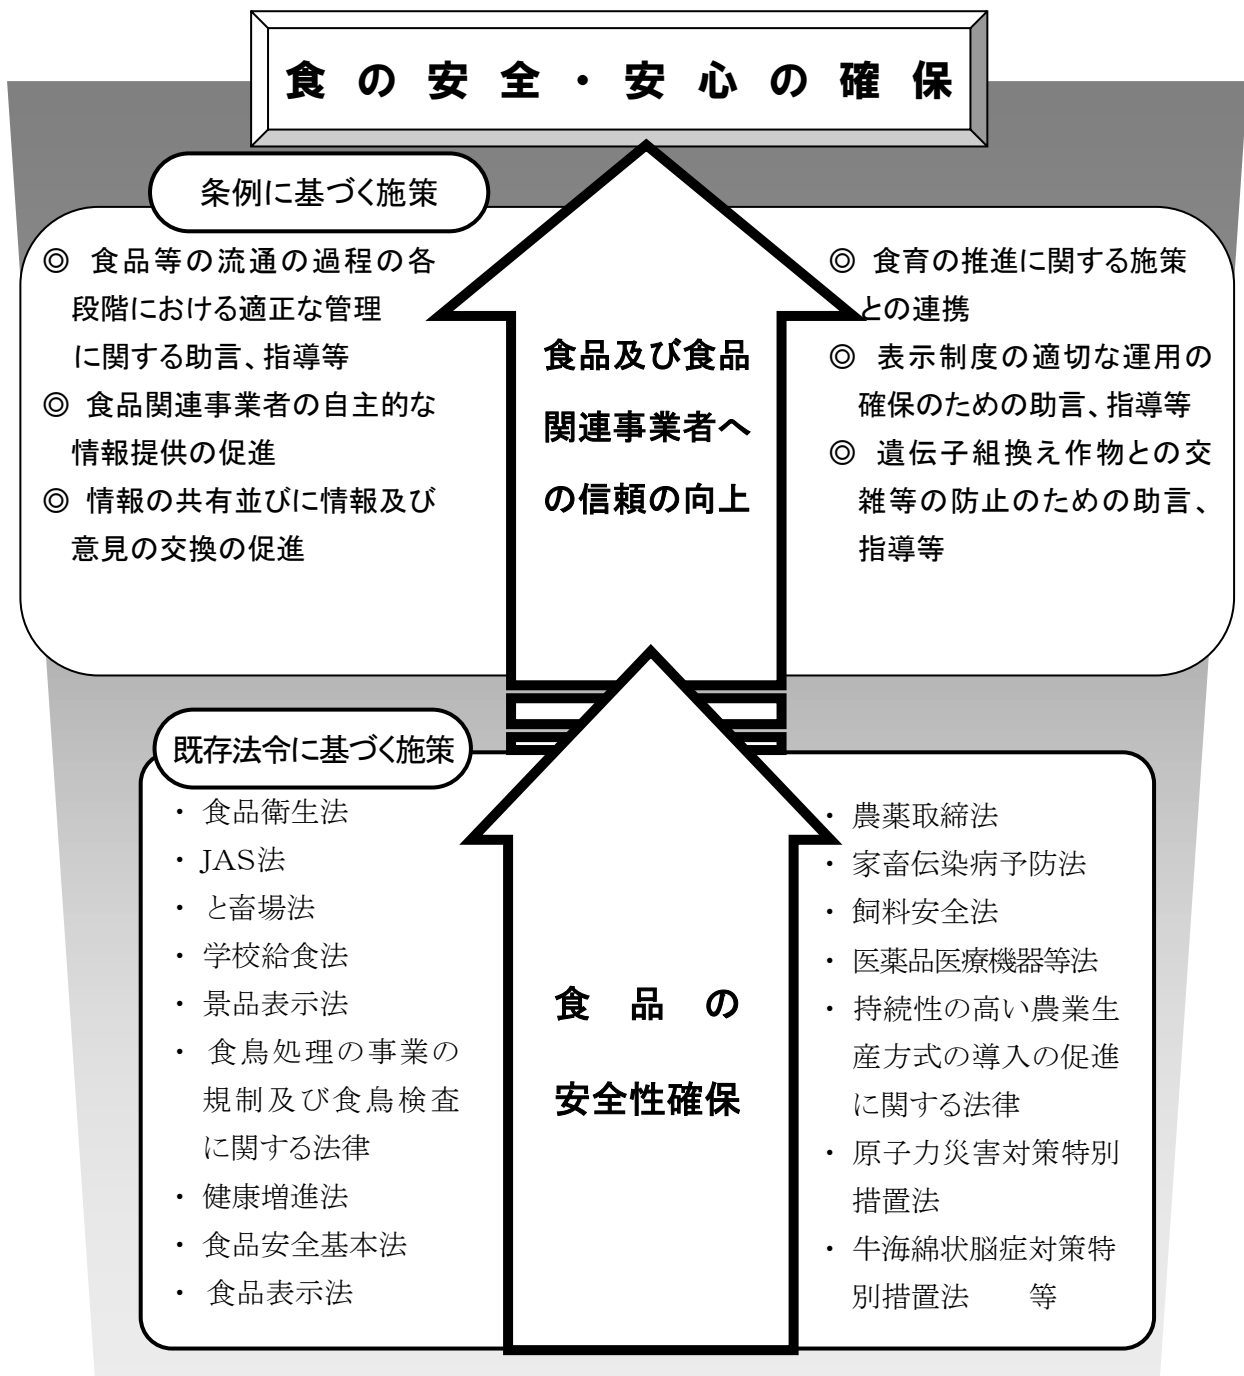 食の安全・安心の確保
条例に基づく施策
◎ 食品等の流通の過程の各
段階における適正な管理
に関する助言、指導等
◎ 食品関連事業者の自主的な
情報提供の促進
◎ 情報の共有並びに情報及び
意見の交換の促進
食品及び食品
関連事業者へ
の信頼の向上
◎ 食育の推進に関する施策
との連携
◎ 表示制度の適切な運用の
確保のための助言、指導等
◎ 遺伝子組換え作物との交
雑等の防止のための助言、
指導等
既存法令に基づく施策
・ 食品衛生法
・ JAS法
・ と畜場法
・ 学校給食法
・ 景品表示法
・ 食鳥処理の事業の
規制及び食鳥検査
に関する法律
・ 健康増進法
・ 食品安全基本法
・ 食品表示法
食品の
安全性確保
・ 農薬取締法
・ 家畜伝染病予防法
・ 飼料安全法
・ 医薬品医療機器等法
・ 持続性の高い農業生
産方式の導入の促進
に関する法律
・ 原子力災害対策特別
措置法
・ 牛海綿状脳症対策特
別措置法 等